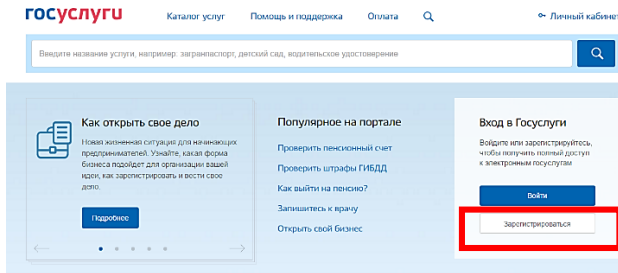 госуслуги
Каталог услуг Помощь и поддержка Оплата Личный кабинет
Введите название услуги, например: загранпаспорт, детский сад, водительское удостоверение
Как открыть свое дело
Новая жизненная ситуация для начинающих
предпринимателей. Узнайте, какая форма
бизнеса подойдет для организации вашей
идеи, как зарегистрировать и вести свое
дело.
Подробнее
Популярное на портале
Проверить пенсионный счет
Проверить штрафы ГИБДД
Как выйти на пенсию?
Запишитесь к врачу
Открыть свой бизнес
Вход в Госуслуги
Войдите или зарегистрируйтесь,
чтобы получить полный доступ
к электронным госуслугам
Войти
Зарегистрироваться